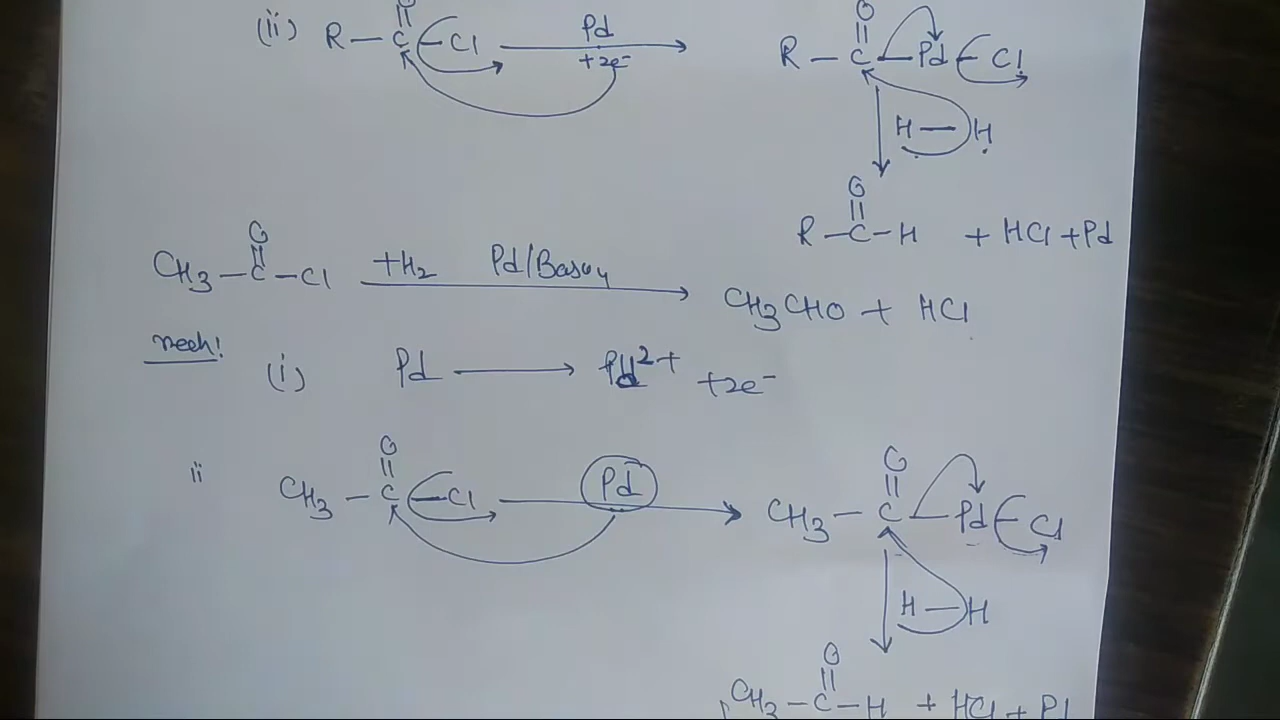 (ii) R–C(=O)–Cl —Pd +2e⁻→ R–C(=O)–Pd–Cl
H–H
R–C(=O)–H + HCl + Pd
CH₃–C(=O)–Cl —+H₂ Pd/BaSO₄→ CH₃CHO + HCl
mech!
(i) Pd → Pd²⁺ +2e⁻
ii CH₃–C(=O)–Cl —Pd→ CH₃–C(=O)–Pd–Cl
H–H
CH₃–C(=O)–H + HCl + Pd